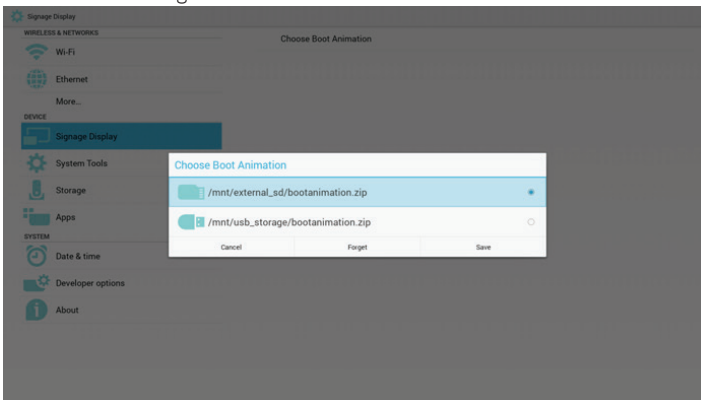 Signage Display
WIRELESS & NETWORKS
Wi-Fi
Ethernet
More...
DEVICE
Signage Display
System Tools
Storage
Apps
SYSTEM
Date & time
Developer options
About
Choose Boot Animation
Choose Boot Animation
/mnt/external_sd/bootanimation.zip
/mnt/usb_storage/bootanimation.zip
Cancel Forget Save